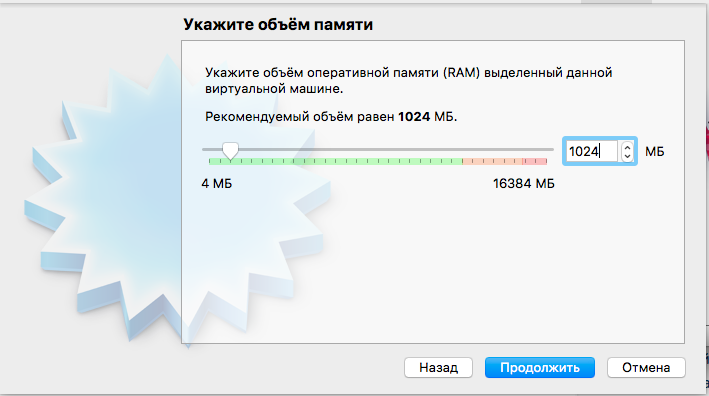 Укажите объём памяти
Укажите объём оперативной памяти (RAM) выделенный данной
виртуальной машине.
Рекомендуемый объём равен 1024 МБ.
1024 МБ
4 МБ 16384 МБ
Назад Продолжить Отмена